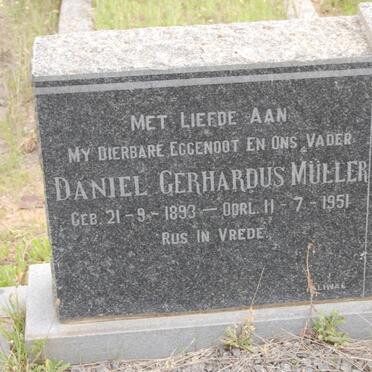 MET LIEFDE AAN
MY DIERBARE EGGENOOT EN ONS VADER
DANIEL GERHARDUS MÜLLER
GEB. 21-9-1893 - OORL. 11-7-1951
"RUS IN VREDE"